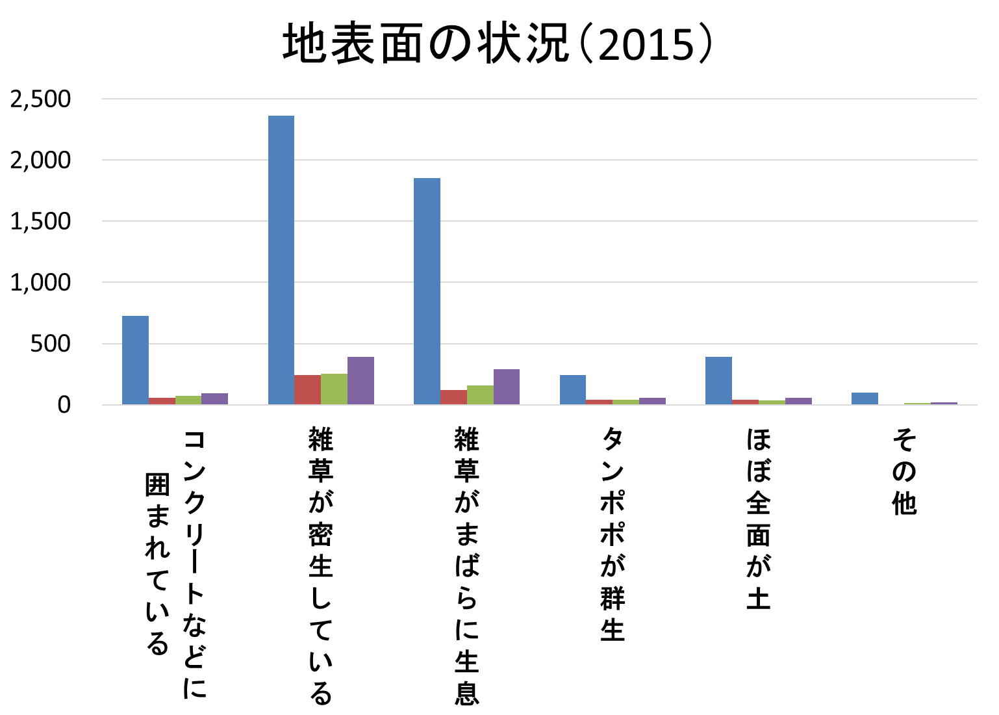 地表面の状況（2015）
2,500
2,000
1,500
1,000
500
0
コンクリートなどに
囲まれている
雑草が密生している
雑草がまばらに生息
タンポポが群生
ほぼ全面が土
その他